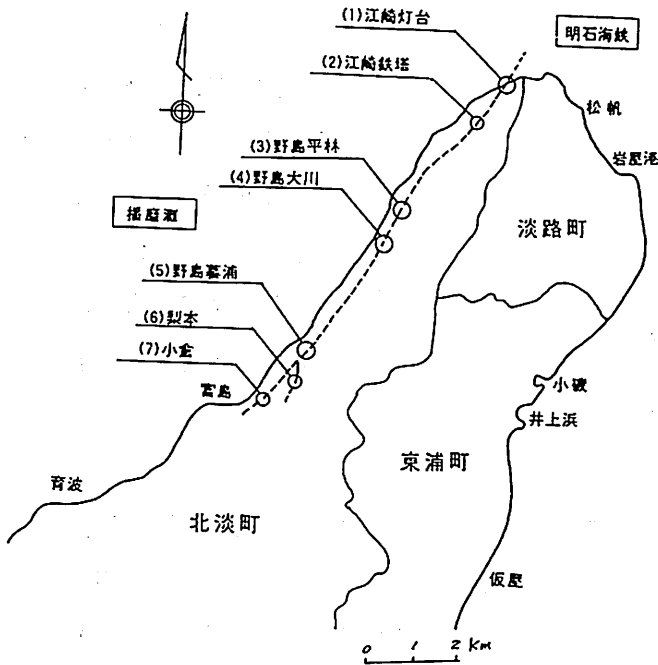 (1)江崎灯台
明石海峡
(2)江崎鉄塔
松帆
(3)野島平林
岩屋港
(4)野島大川
播磨灘
淡路町
(5)野島蟇浦
(6)梨本
(7)小倉
富島
小磯
井上浜
東浦町
育波
北淡町
仮屋
0 1 2 Km